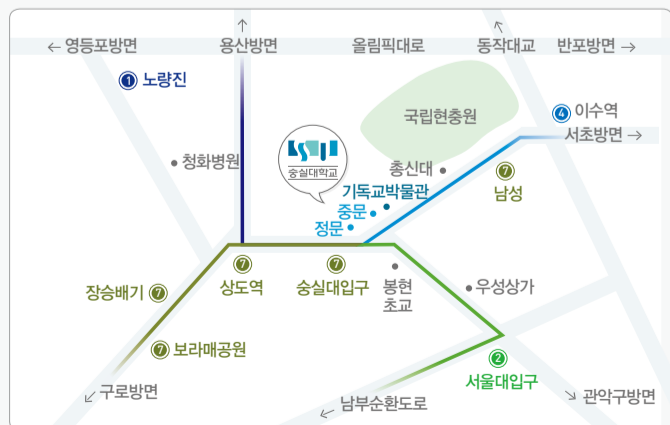 ← 영등포방면
용산방면
올림픽대로
동작대교
반포방면 →
① 노량진
국립현충원
④ 이수역
서초방면 →
청화병원
숭실대학교
총신대
⑦
남성
기독교박물관
중문
정문
장승배기 ⑦
⑦
상도역
⑦
숭실대입구
봉현
초교
우성상가
⑦ 보라매공원
②
서울대입구
구로방면
남부순환도로
관악구방면